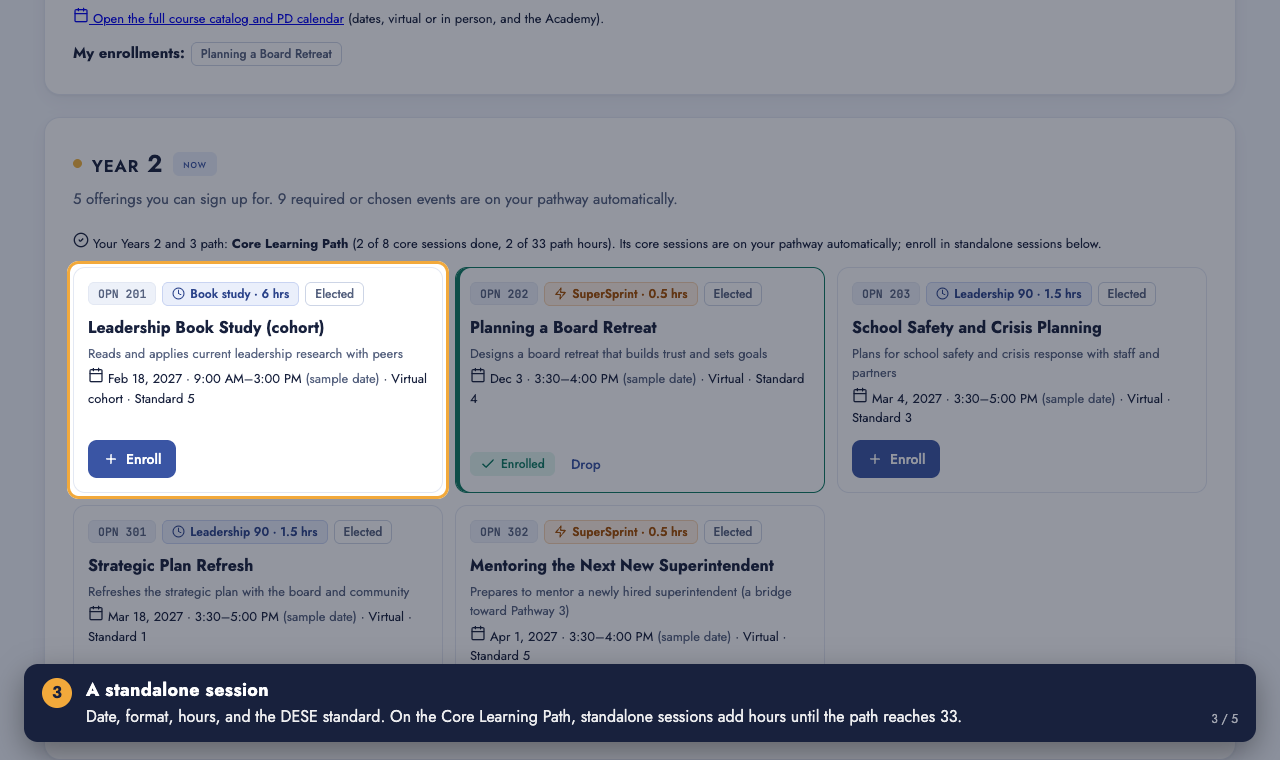 Open the full course catalog and PD calendar (dates, virtual or in person, and the Academy).
My enrollments: Planning a Board Retreat
YEAR 2 NOW
5 offerings you can sign up for. 9 required or chosen events are on your pathway automatically.
Your Years 2 and 3 path: Core Learning Path (2 of 8 core sessions done, 2 of 33 path hours). Its core sessions are on your pathway automatically; enroll in standalone sessions below.
OPN 201 Book study · 6 hrs Elected
Leadership Book Study (cohort)
Reads and applies current leadership research with peers
Feb 18, 2027 · 9:00 AM–3:00 PM (sample date) · Virtual
cohort · Standard 5
+ Enroll
OPN 202 SuperSprint · 0.5 hrs Elected
Planning a Board Retreat
Designs a board retreat that builds trust and sets goals
Dec 3 · 3:30–4:00 PM (sample date) · Virtual · Standard
4
Enrolled Drop
OPN 203 Leadership 90 · 1.5 hrs Elected
School Safety and Crisis Planning
Plans for school safety and crisis response with staff and
partners
Mar 4, 2027 · 3:30–5:00 PM (sample date) · Virtual ·
Standard 3
+ Enroll
OPN 301 Leadership 90 · 1.5 hrs Elected
Strategic Plan Refresh
Refreshes the strategic plan with the board and community
Mar 18, 2027 · 3:30–5:00 PM (sample date) · Virtual ·
Standard 1
OPN 302 SuperSprint · 0.5 hrs Elected
Mentoring the Next New Superintendent
Prepares to mentor a newly hired superintendent (a bridge
toward Pathway 3)
Apr 1, 2027 · 3:30–4:00 PM (sample date) · Virtual ·
Standard 5
3 A standalone session
Date, format, hours, and the DESE standard. On the Core Learning Path, standalone sessions add hours until the path reaches 33.
3 / 5